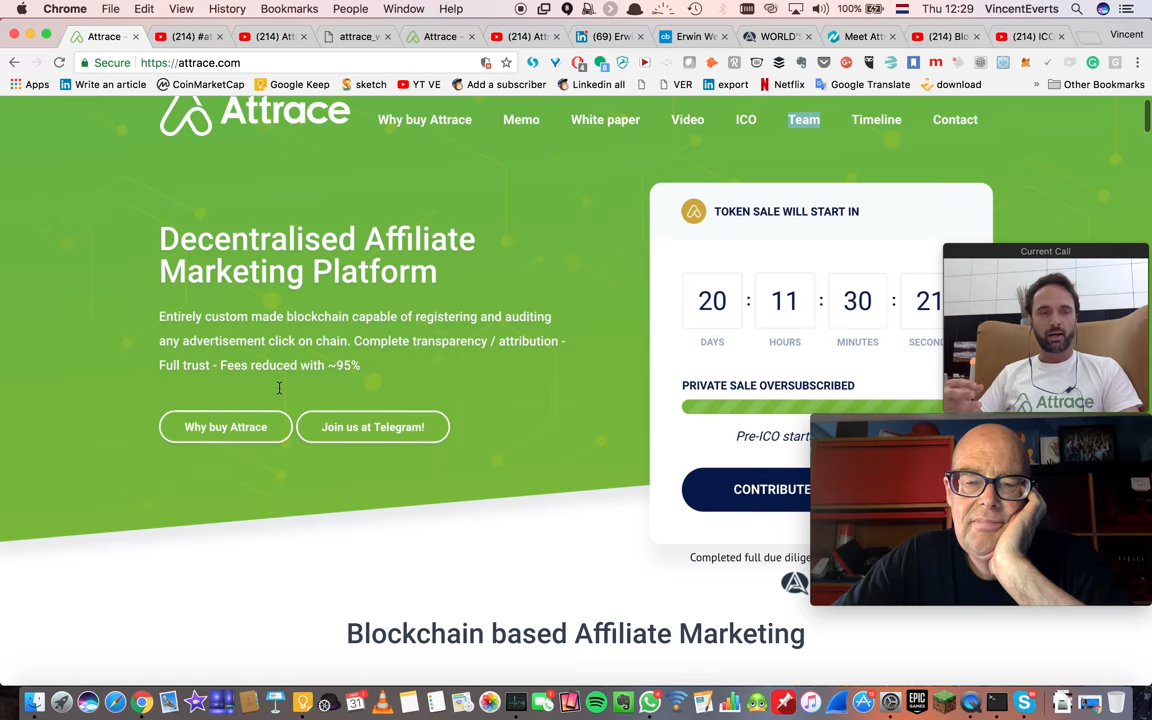 Chrome File Edit View History Bookmarks People Window Help 100% Thu 12:29 VincentEverts
Attrace - (214) #at (214) Att attrace_w Attrace - (214) Att (69) Erw Erwin We WORLD'S Meet Att (214) Blo (214) ICO Vincent
Secure https://attrace.com
Apps Write an article CoinMarketCap Google Keep sketch YT VE Add a subscriber Linkedin all VER export Netflix Google Translate download » Other Bookmarks
Attrace Why buy Attrace Memo White paper Video ICO Team Timeline Contact
TOKEN SALE WILL START IN
Decentralised Affiliate
Marketing Platform
Current Call
20 : 11 : 30 : 21
DAYS HOURS MINUTES SECOND
Entirely custom made blockchain capable of registering and auditing
any advertisement click on chain. Complete transparency / attribution -
Full trust - Fees reduced with ~95%
PRIVATE SALE OVERSUBSCRIBED
Attrace
Why buy Attrace Join us at Telegram!
Pre-ICO start
CONTRIBUTE
Completed full due dilige
Blockchain based Affiliate Marketing